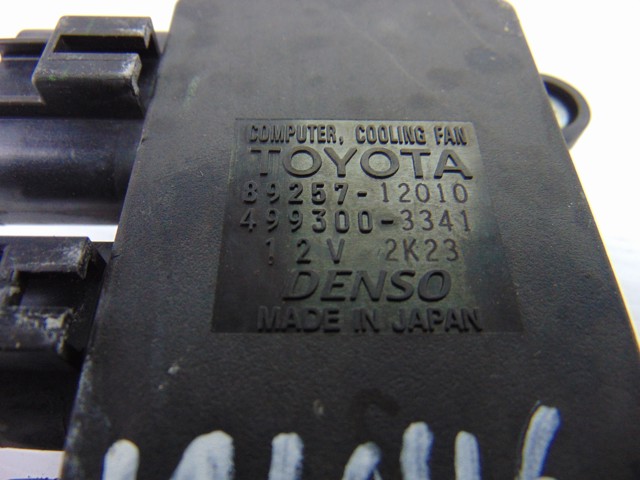 COMPUTER, COOLING FAN
TOYOTA
89257-12010
499300-3341
12V 2K23
DENSO
MADE IN JAPAN